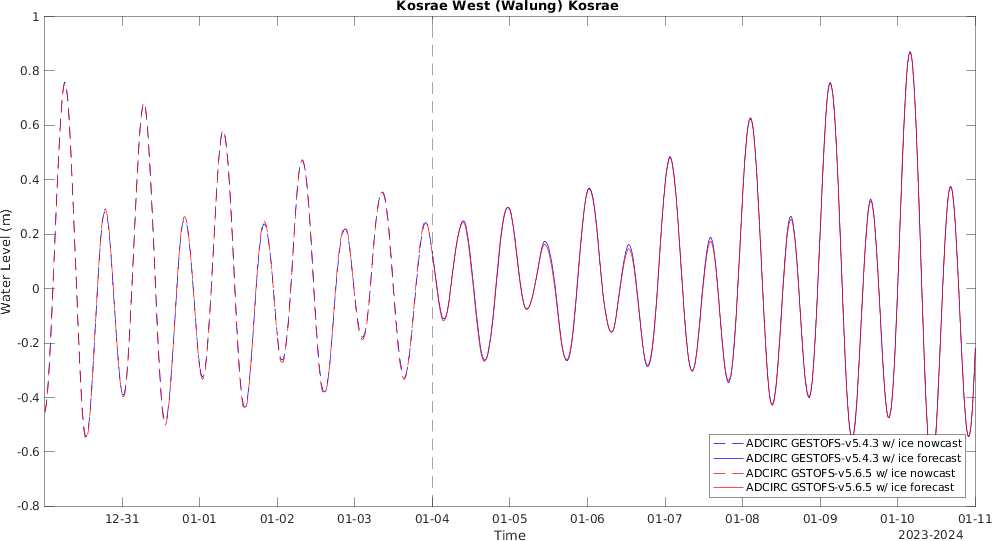 Kosrae West (Walung) Kosrae
Water Level (m)
1
0.8
0.6
0.4
0.2
0
-0.2
-0.4
-0.6
-0.8
ADCIRC GESTOFS-v5.4.3 w/ ice nowcast
ADCIRC GESTOFS-v5.4.3 w/ ice forecast
ADCIRC GSTOFS-v5.6.5 w/ ice nowcast
ADCIRC GSTOFS-v5.6.5 w/ ice forecast
12-31 01-01 01-02 01-03 01-04 01-05 01-06 01-07 01-08 01-09 01-10 01-11
Time
2023-2024